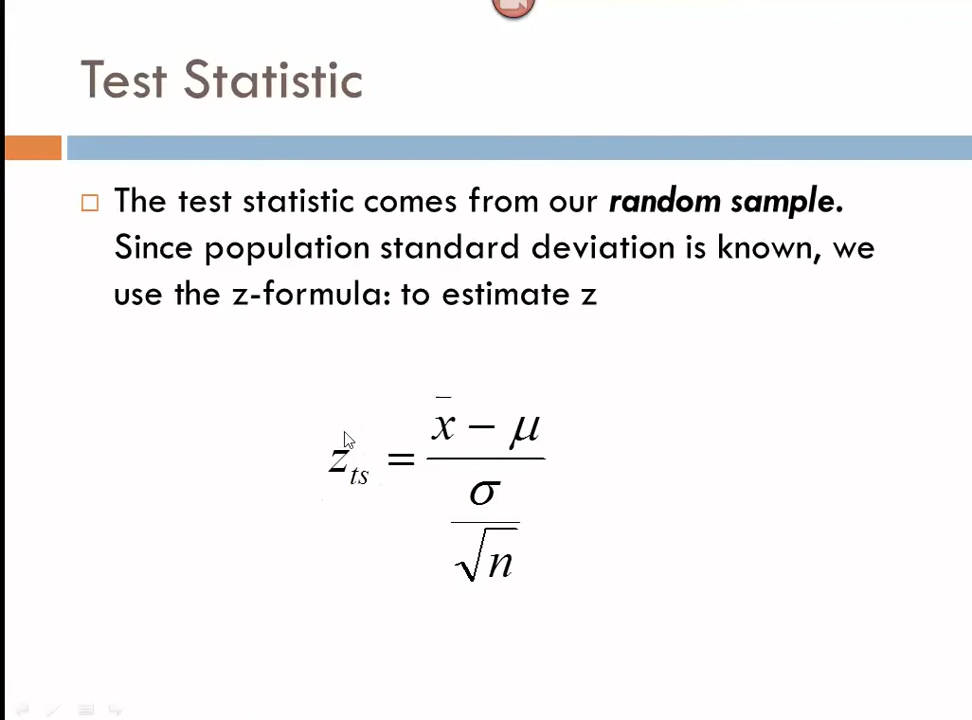 Test Statistic
The test statistic comes from our random sample.
Since population standard deviation is known, we
use the z-formula: to estimate z
z_ts = (x̄ − μ) / (σ / √n)